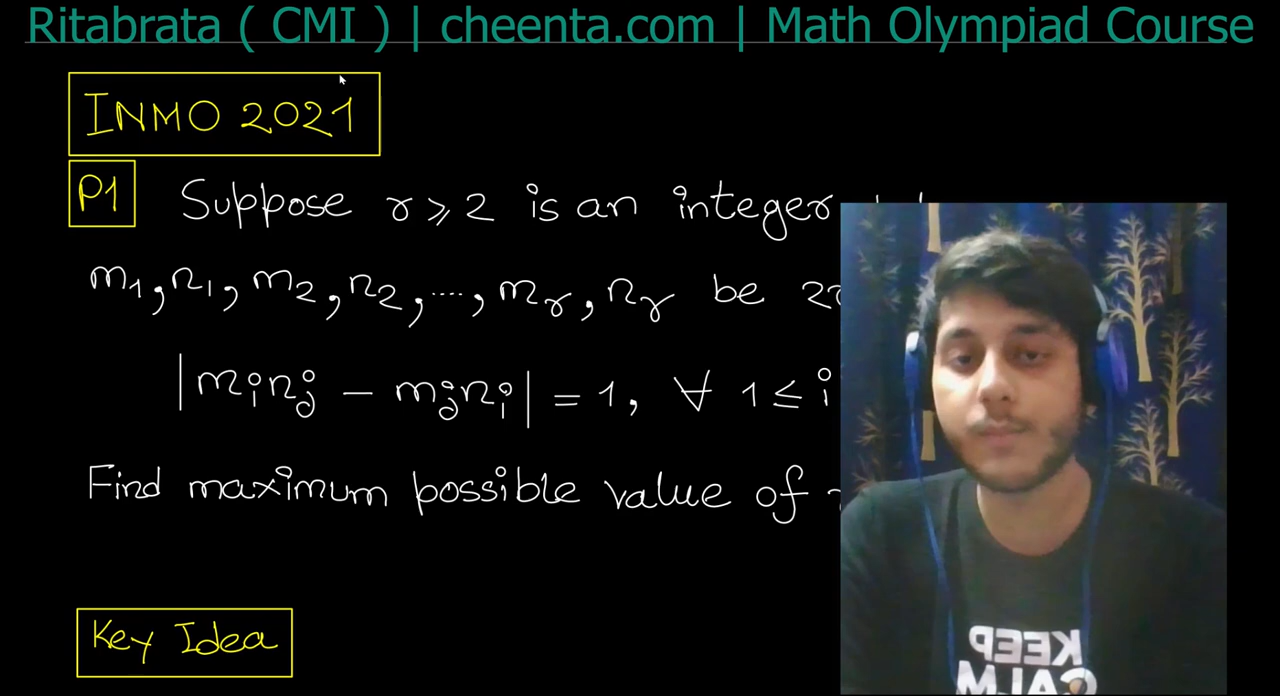 Ritabrata ( CMI ) | cheenta.com | Math Olympiad Course
INMO 2021
P1
Suppose r ⩾ 2 is an integer
m₁, n₁, m₂, n₂, ...., mᵣ, nᵣ be
|mᵢnⱼ − mⱼnᵢ| = 1, ∀ 1 ≤ i
Find maximum possible value of
Key Idea
KEEP
CALM